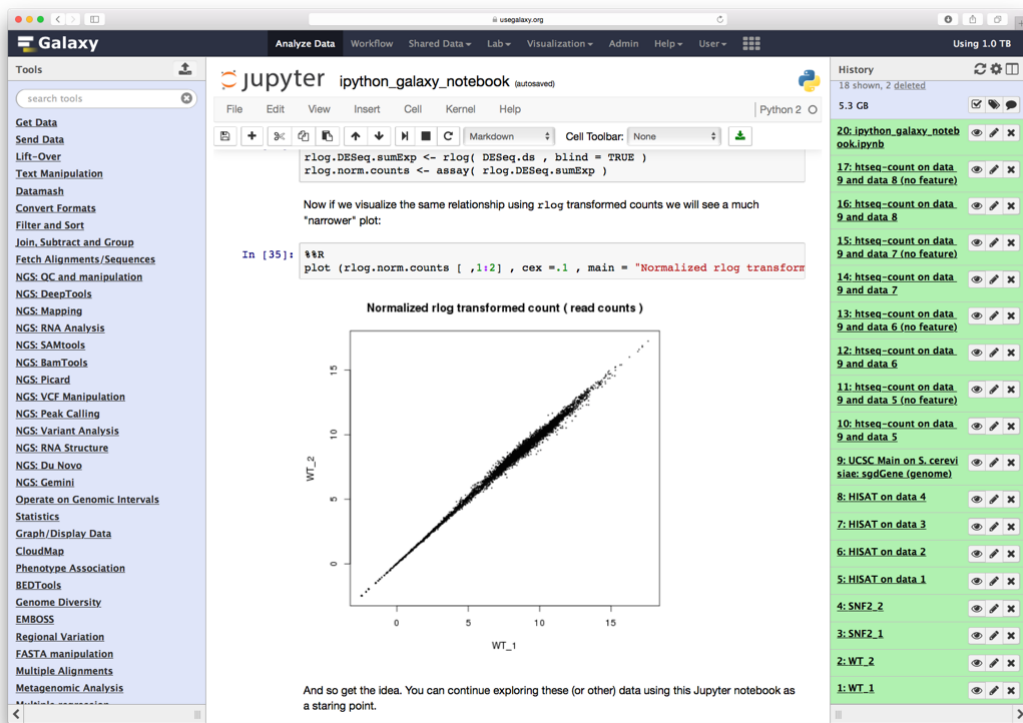 usegalaxy.org
Galaxy
Analyze Data Workflow Shared Data Lab Visualization Admin Help User
Using 1.0 TB
Tools
search tools
Get Data
Send Data
Lift-Over
Text Manipulation
Datamash
Convert Formats
Filter and Sort
Join, Subtract and Group
Fetch Alignments/Sequences
NGS: QC and manipulation
NGS: DeepTools
NGS: Mapping
NGS: RNA Analysis
NGS: SAMtools
NGS: BamTools
NGS: Picard
NGS: VCF Manipulation
NGS: Peak Calling
NGS: Variant Analysis
NGS: RNA Structure
NGS: Du Novo
NGS: Gemini
Operate on Genomic Intervals
Statistics
Graph/Display Data
CloudMap
Phenotype Association
BEDTools
Genome Diversity
EMBOSS
Regional Variation
FASTA manipulation
Multiple Alignments
Metagenomic Analysis
Multiple regression
jupyter ipython_galaxy_notebook (autosaved)
File Edit View Insert Cell Kernel Help
Python 2
Markdown Cell Toolbar: None
rlog.DESeq.sumExp <- rlog( DESeq.ds , blind = TRUE )
rlog.norm.counts <- assay( rlog.DESeq.sumExp )
Now if we visualize the same relationship using rlog transformed counts we will see a much
"narrower" plot:
In [35]: %%R
plot (rlog.norm.counts [ ,1:2] , cex =.1 , main = "Normalized rlog transform
Normalized rlog transformed count ( read counts )
15
10
5
0
WT_2
0 5 10 15
WT_1
And so get the idea. You can continue exploring these (or other) data using this Jupyter notebook as
a staring point.
History
18 shown, 2 deleted
5.3 GB
20: ipython_galaxy_noteb
ook.ipynb
17: htseq-count on data
9 and data 8 (no feature)
16: htseq-count on data
9 and data 8
15: htseq-count on data
9 and data 7 (no feature)
14: htseq-count on data
9 and data 7
13: htseq-count on data
9 and data 6 (no feature)
12: htseq-count on data
9 and data 6
11: htseq-count on data
9 and data 5 (no feature)
10: htseq-count on data
9 and data 5
9: UCSC Main on S. cerevi
siae: sgdGene (genome)
8: HISAT on data 4
7: HISAT on data 3
6: HISAT on data 2
5: HISAT on data 1
4: SNF2_2
3: SNF2_1
2: WT_2
1: WT_1